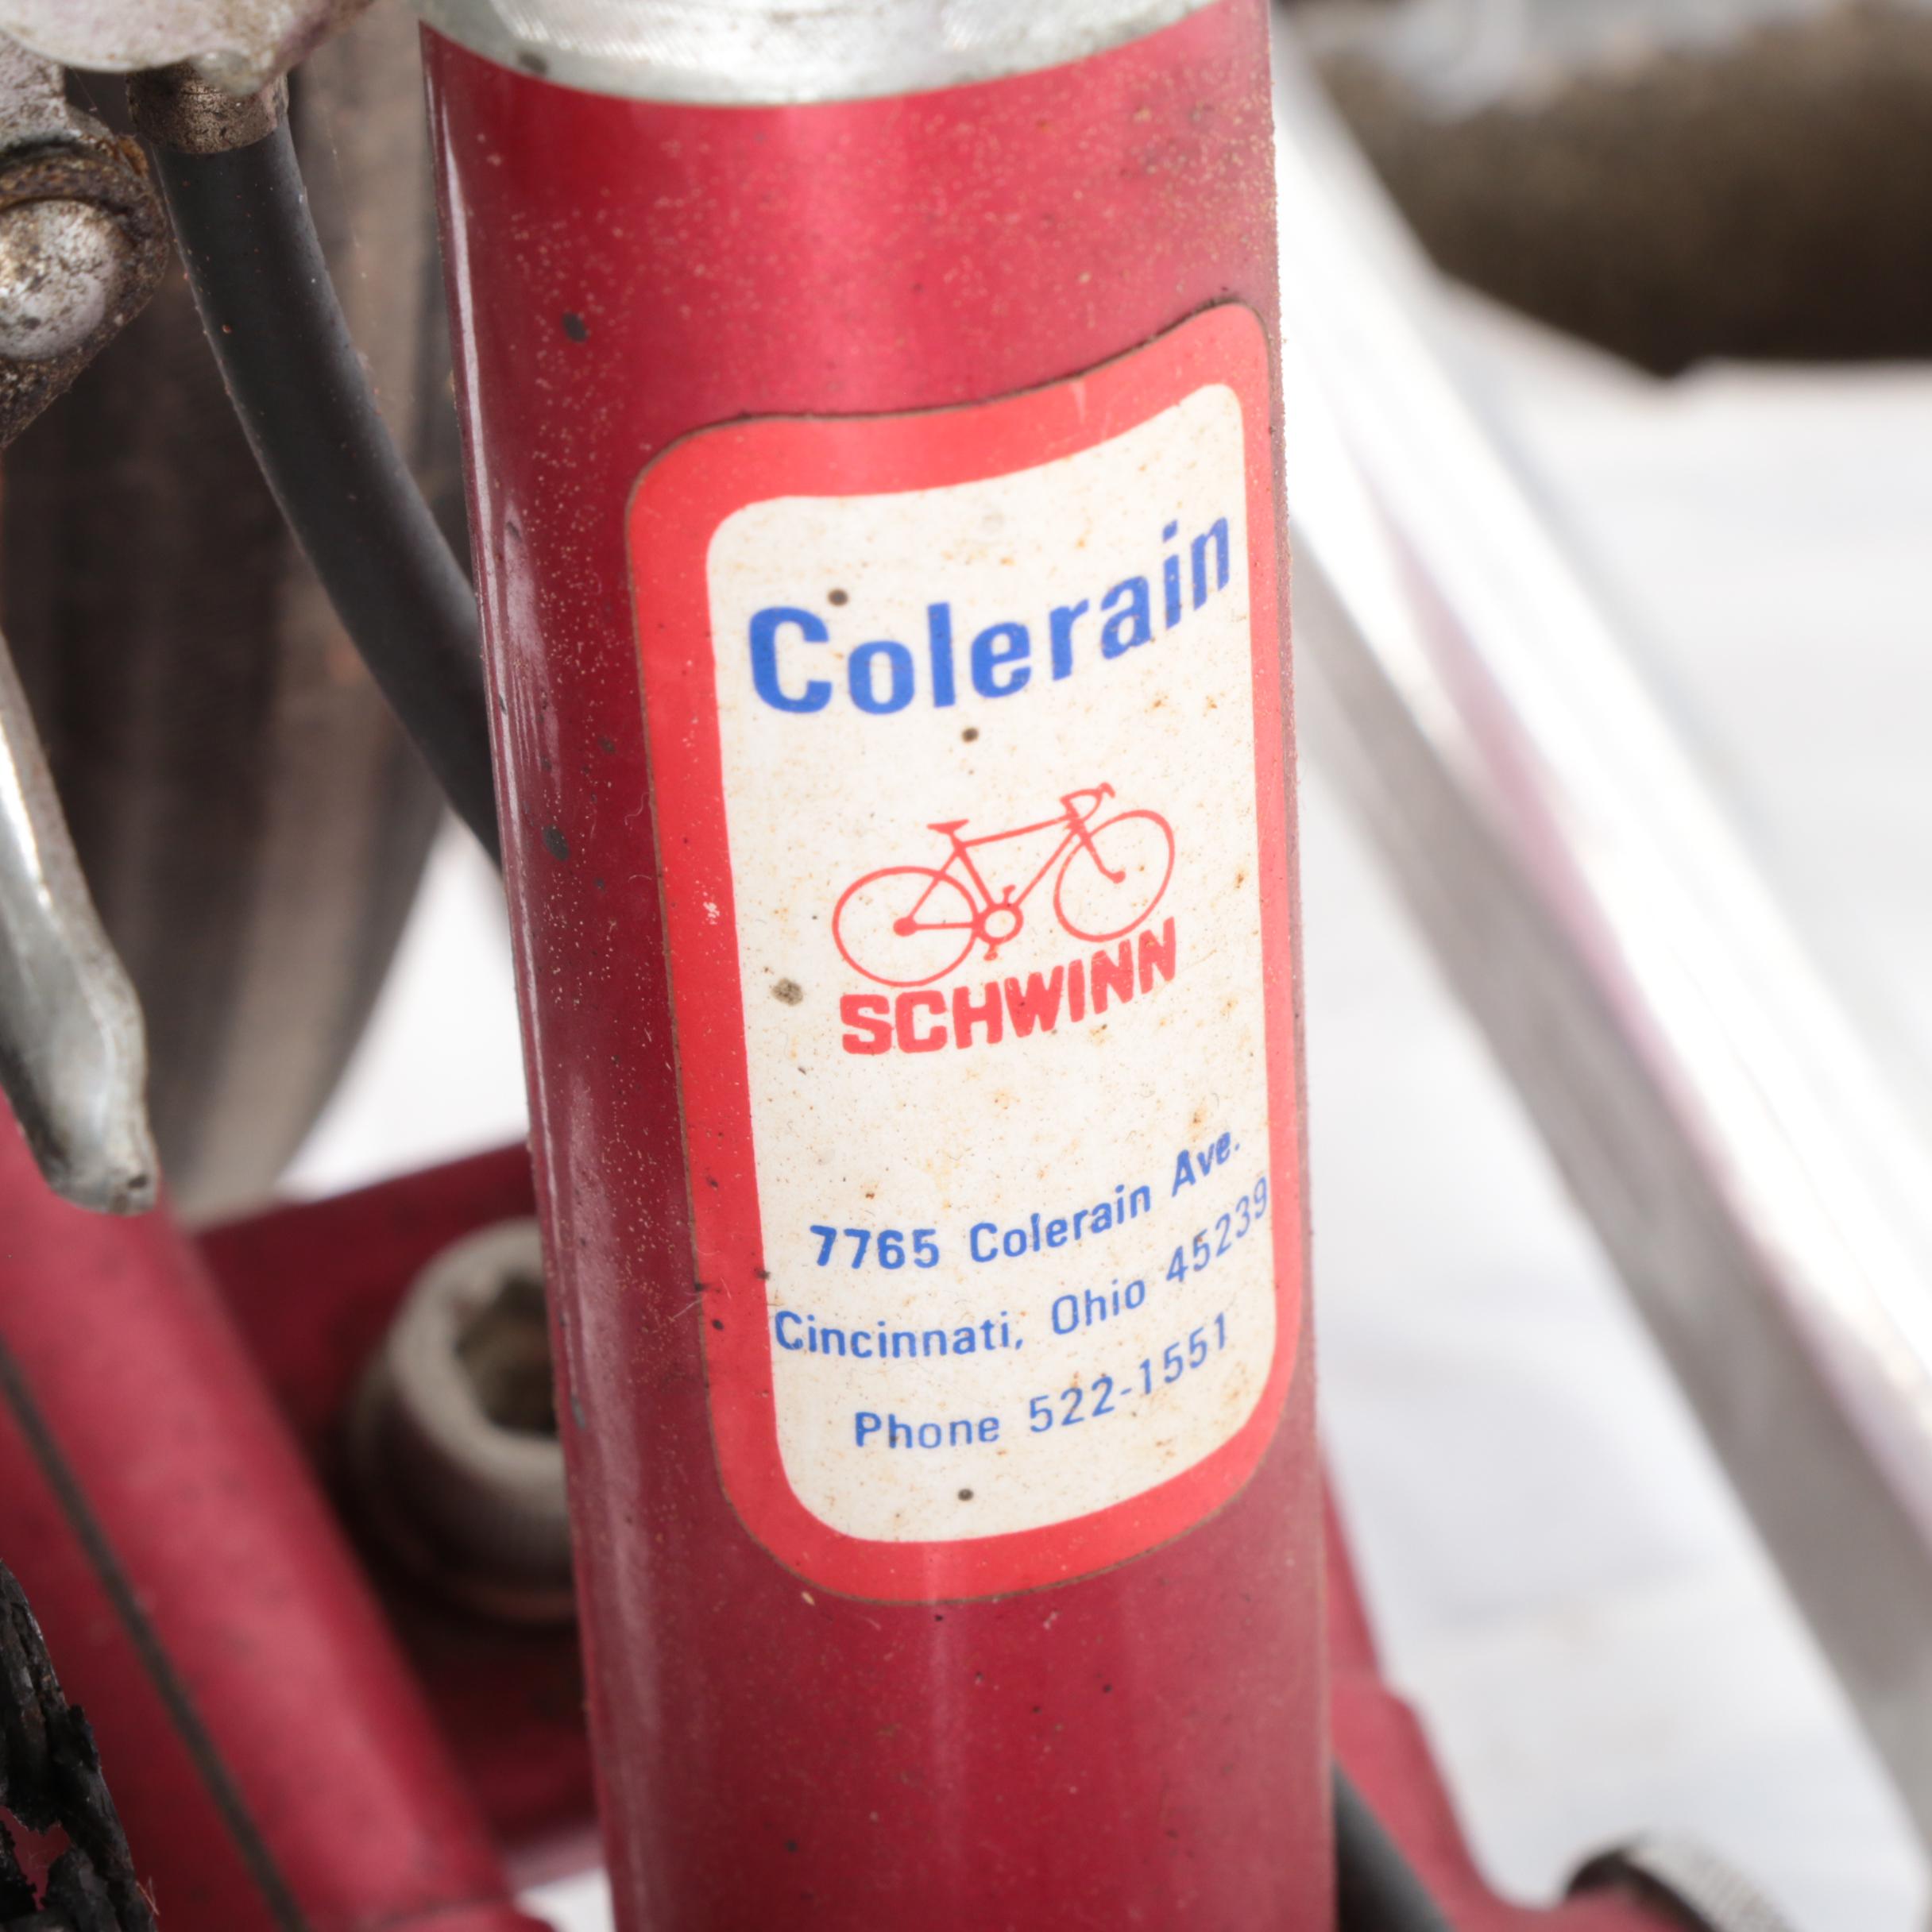 Colerain
SCHWINN
7765 Colerain Ave.
Cincinnati, Ohio 45239
Phone 522-1551